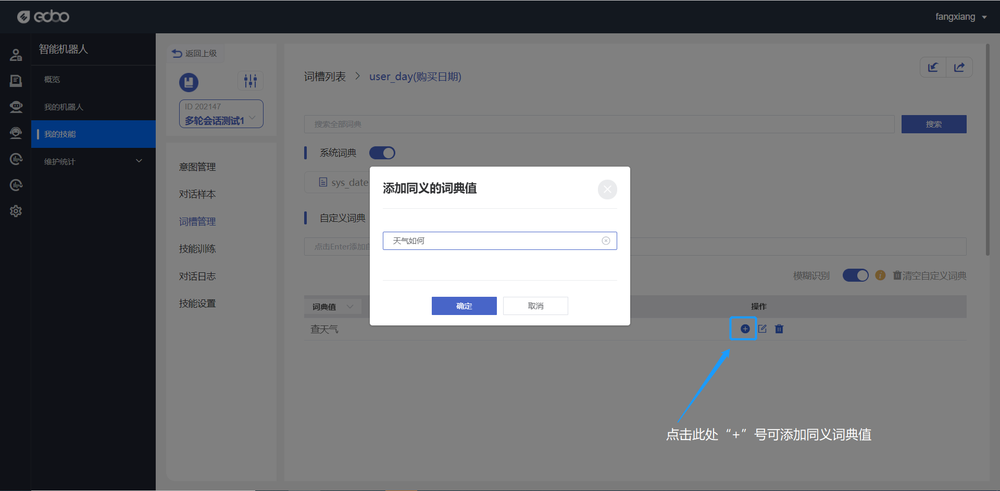 edoo
fangxiang
智能机器人
概览
我的机器人
我的技能
维护统计
返回上级
ID 202147
多轮会话测试1
意图管理
对话样本
词槽管理
技能训练
对话日志
技能设置
词槽列表 > user_day(购买日期)
搜索全部词典
搜索
系统词典
sys_date
自定义词典
点击Enter添加自
模糊识别
清空自定义词典
词典值
操作
查天气
添加同义的词典值
天气如何
确定
取消
点击此处“+”号可添加同义词典值